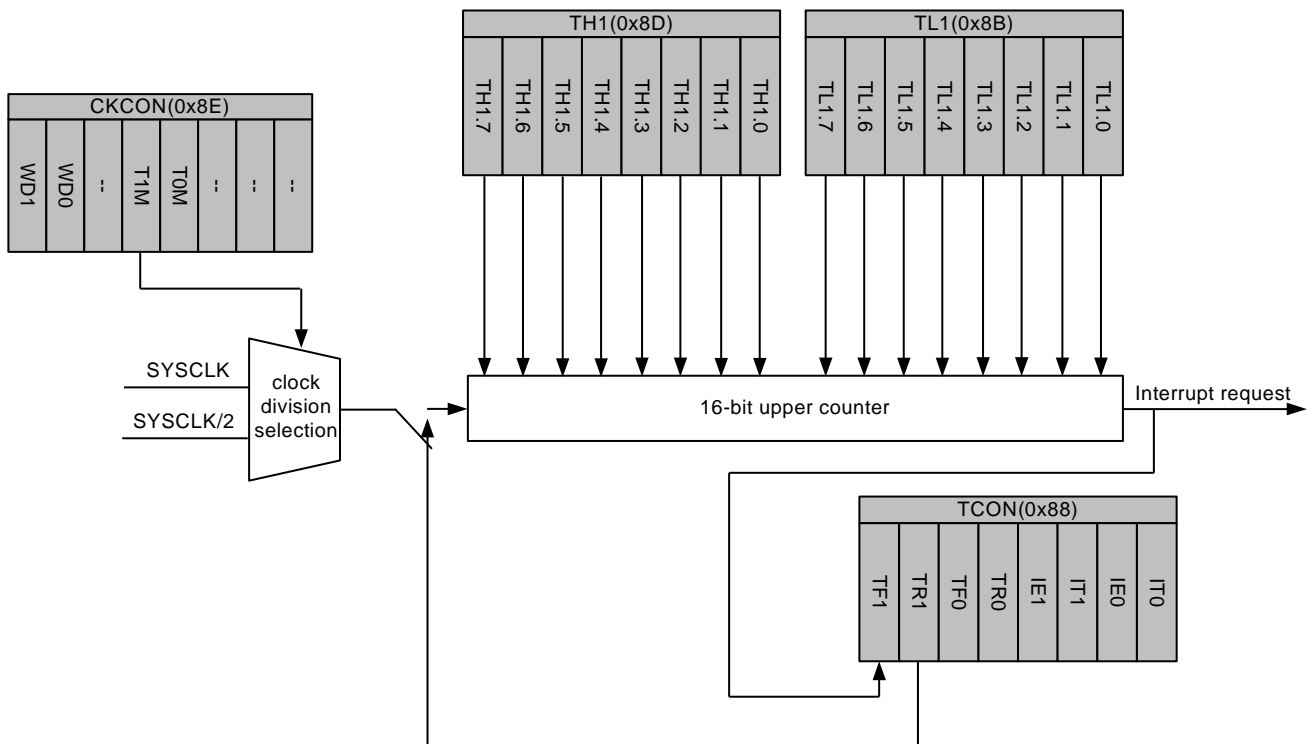 TH1(0x8D)
TH1.7
TH1.6
TH1.5
TH1.4
TH1.3
TH1.2
TH1.1
TH1.0
TL1(0x8B)
TL1.7
TL1.6
TL1.5
TL1.4
TL1.3
TL1.2
TL1.1
TL1.0
CKCON(0x8E)
WD1
WD0
--
T1M
T0M
--
--
--
SYSCLK
SYSCLK/2
clock
division
selection
16-bit upper counter
Interrupt request
TCON(0x88)
TF1
TR1
TF0
TR0
IE1
IT1
IE0
IT0